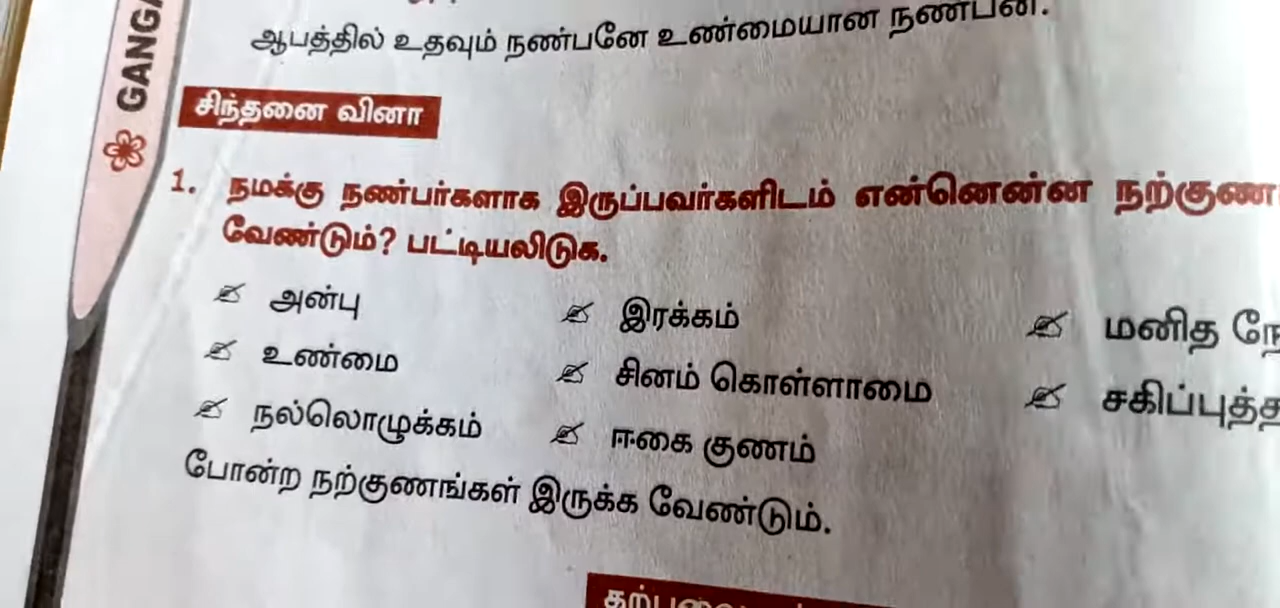 GANGA
ஆபத்தில் உதவும் நண்பனே உண்மையான நண்பன்.
சிந்தனை வினா
1. நமக்கு நண்பர்களாக இருப்பவர்களிடம் என்னென்ன
வேண்டும்? பட்டியலிடுக.
அன்பு இரக்கம் மனித
உண்மை சினம் கொள்ளாமை
நல்லொழுக்கம் ஈகை குணம்
போன்ற நற்குணங்கள் இருக்க வேண்டும்.